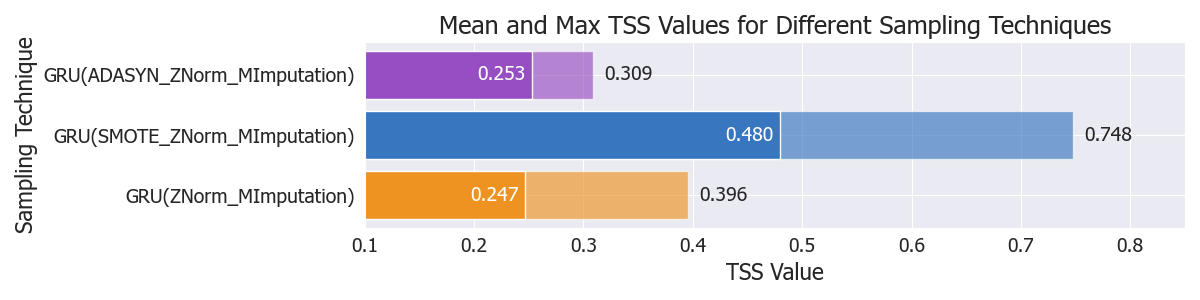 Mean and Max TSS Values for Different Sampling Techniques
Sampling Technique
GRU(ADASYN_ZNorm_MImputation)
0.253
0.309
GRU(SMOTE_ZNorm_MImputation)
0.480
0.748
GRU(ZNorm_MImputation)
0.247
0.396
0.1 0.2 0.3 0.4 0.5 0.6 0.7 0.8
TSS Value